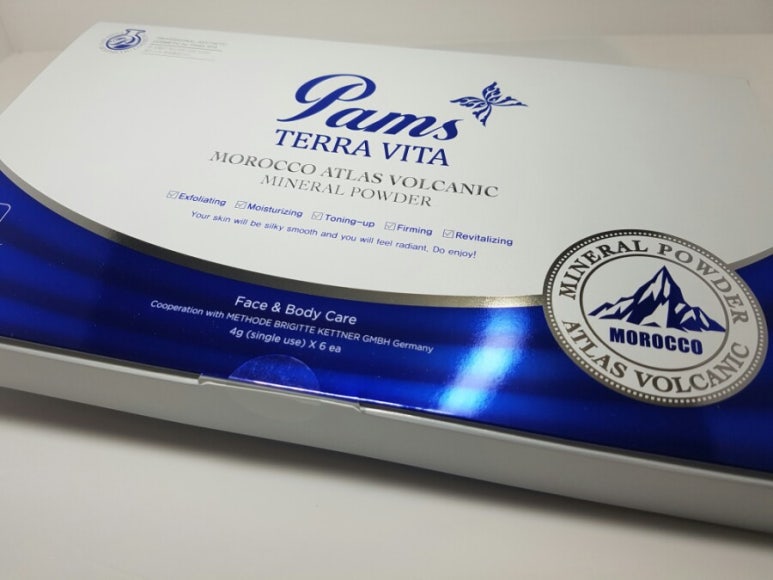 Pams
TERRA VITA
MOROCCO ATLAS VOLCANIC
MINERAL POWDER
Exfoliating Moisturizing Toning-up Firming Revitalizing
Your skin will be silky smooth and you will feel radiant. Do enjoy!
Face & Body Care
Cooperation with METHODE BRIGITTE KETTNER GMBH Germany
4g (single use) X 6 ea
MINERAL POWDER
MOROCCO
ATLAS VOLCANIC